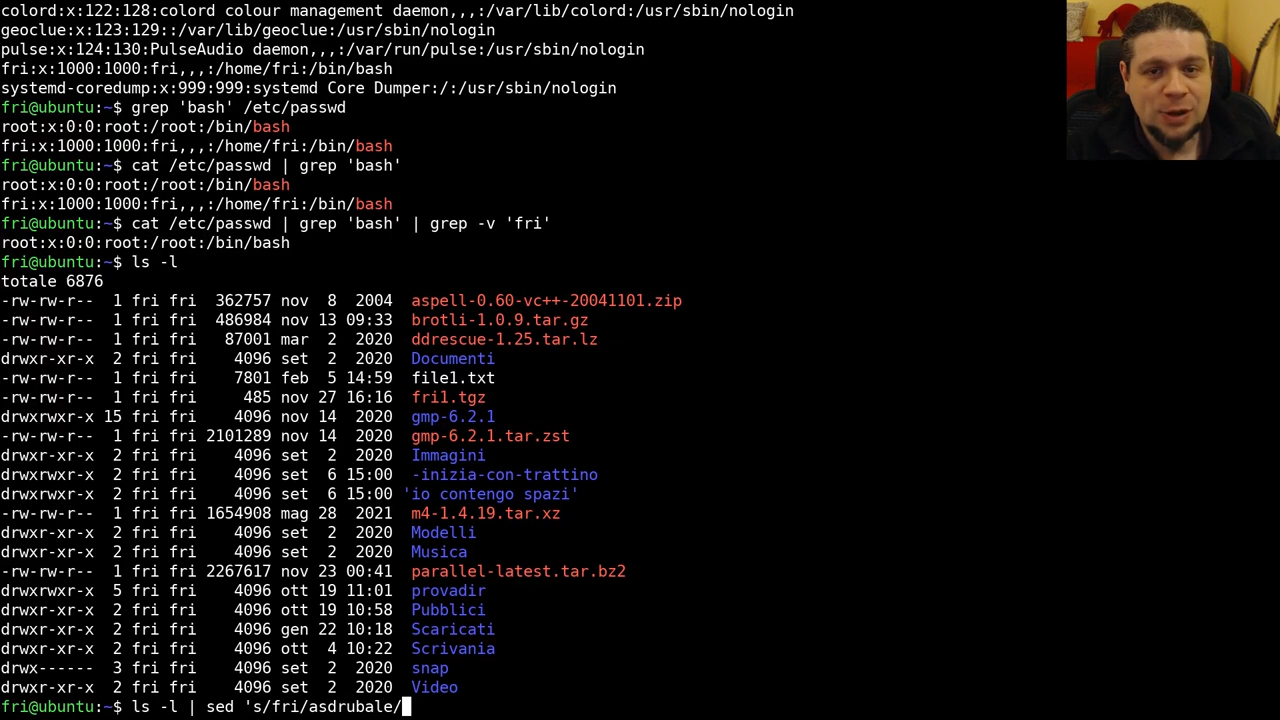 colord:x:122:128:colord colour management daemon,,,:/var/lib/colord:/usr/sbin/nologin
geoclue:x:123:129::/var/lib/geoclue:/usr/sbin/nologin
pulse:x:124:130:PulseAudio daemon,,,:/var/run/pulse:/usr/sbin/nologin
fri:x:1000:1000:fri,,,:/home/fri:/bin/bash
systemd-coredump:x:999:999:systemd Core Dumper:/:/usr/sbin/nologin
fri@ubuntu:~$ grep 'bash' /etc/passwd
root:x:0:0:root:/root:/bin/bash
fri:x:1000:1000:fri,,,:/home/fri:/bin/bash
fri@ubuntu:~$ cat /etc/passwd | grep 'bash'
root:x:0:0:root:/root:/bin/bash
fri:x:1000:1000:fri,,,:/home/fri:/bin/bash
fri@ubuntu:~$ cat /etc/passwd | grep 'bash' | grep -v 'fri'
root:x:0:0:root:/root:/bin/bash
fri@ubuntu:~$ ls -l
totale 6876
-rw-rw-r--  1 fri fri  362757 nov  8  2004  aspell-0.60-vc++-20041101.zip
-rw-rw-r--  1 fri fri  486984 nov 13 09:33  brotli-1.0.9.tar.gz
-rw-rw-r--  1 fri fri   87001 mar  2  2020  ddrescue-1.25.tar.lz
drwxr-xr-x  2 fri fri    4096 set  2  2020  Documenti
-rw-rw-r--  1 fri fri    7801 feb  5 14:59  file1.txt
-rw-rw-r--  1 fri fri     485 nov 27 16:16  fri1.tgz
drwxrwxr-x 15 fri fri    4096 nov 14  2020  gmp-6.2.1
-rw-rw-r--  1 fri fri 2101289 nov 14  2020  gmp-6.2.1.tar.zst
drwxr-xr-x  2 fri fri    4096 set  2  2020  Immagini
drwxrwxr-x  2 fri fri    4096 set  6 15:00  -inizia-con-trattino
drwxrwxr-x  2 fri fri    4096 set  6 15:00 'io contengo spazi'
-rw-rw-r--  1 fri fri 1654908 mag 28  2021  m4-1.4.19.tar.xz
drwxr-xr-x  2 fri fri    4096 set  2  2020  Modelli
drwxr-xr-x  2 fri fri    4096 set  2  2020  Musica
-rw-rw-r--  1 fri fri 2267617 nov 23 00:41  parallel-latest.tar.bz2
drwxrwxr-x  5 fri fri    4096 ott 19 11:01  provadir
drwxr-xr-x  2 fri fri    4096 ott 19 10:58  Pubblici
drwxr-xr-x  2 fri fri    4096 gen 22 10:18  Scaricati
drwxr-xr-x  2 fri fri    4096 ott  4 10:22  Scrivania
drwx------  3 fri fri    4096 set  2  2020  snap
drwxr-xr-x  2 fri fri    4096 set  2  2020  Video
fri@ubuntu:~$ ls -l | sed 's/fri/asdrubale/